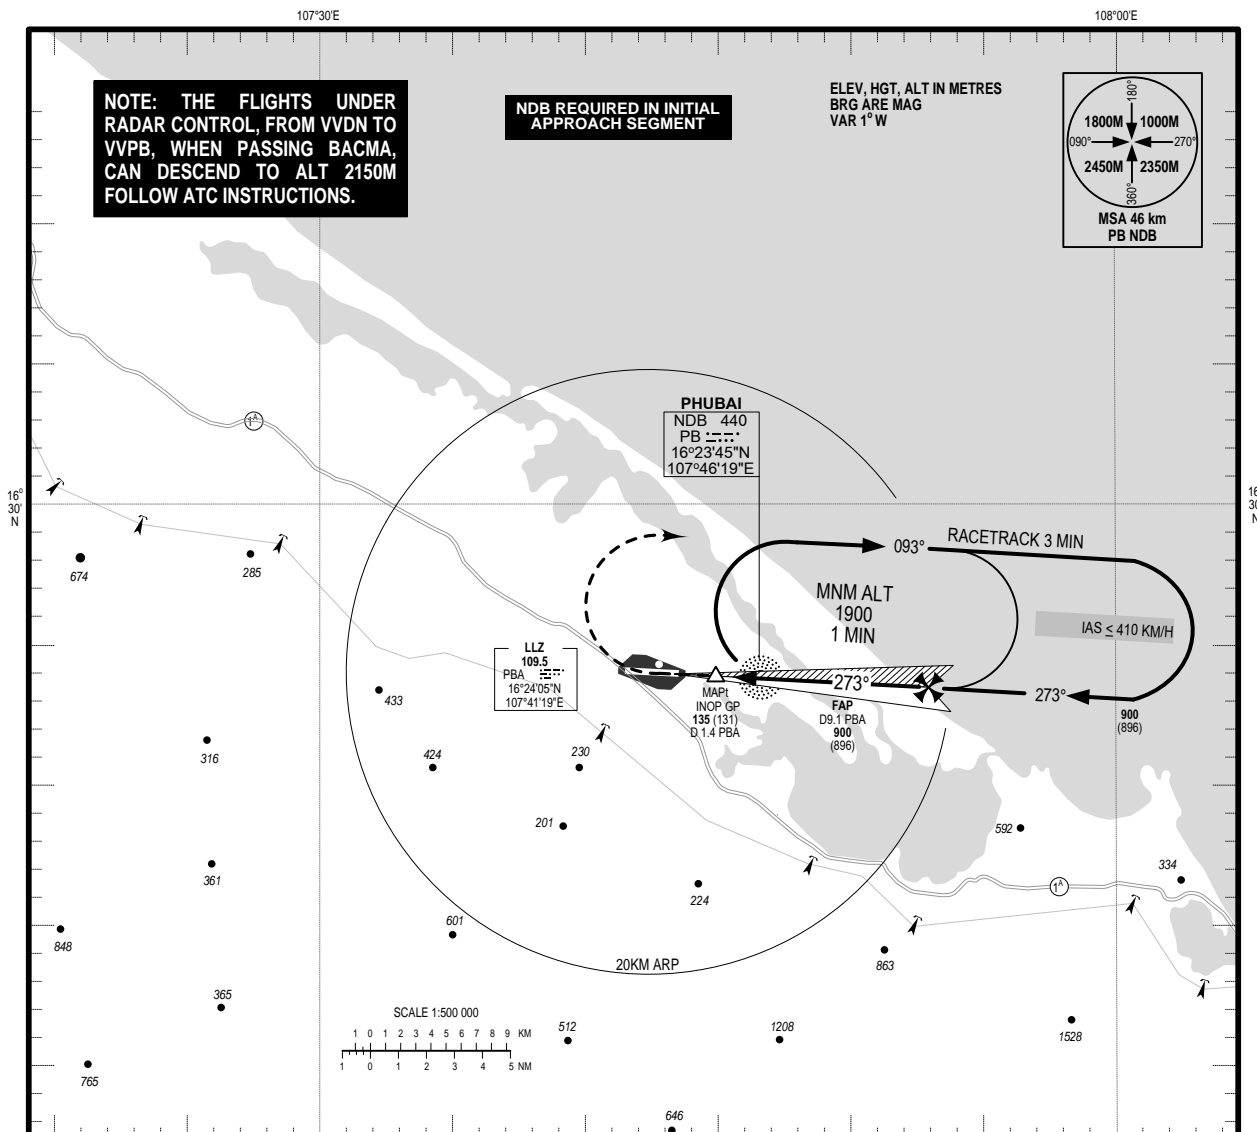 107°30'E
108°00'E
NOTE: THE FLIGHTS UNDER
RADAR CONTROL, FROM VVDN TO
VVPB, WHEN PASSING BACMA,
CAN DESCEND TO ALT 2150M
FOLLOW ATC INSTRUCTIONS.
NDB REQUIRED IN INITIAL
APPROACH SEGMENT
ELEV, HGT, ALT IN METRES
BRG ARE MAG
VAR 1° W
180°
1800M 1000M
090° 270°
2450M 2350M
360°
MSA 46 km
PB NDB
PHUBAI
NDB 440
PB
16°23'45"N
107°46'19"E
1A
16°
30'
N
16
30
N
674
285
093°
RACETRACK 3 MIN
MNM ALT
1900
1 MIN
IAS ≤ 410 KM/H
LLZ
109.5
PBA
16°24'05"N
107°41'19"E
273°
273°
MAPt
INOP GP
135 (131)
D 1.4 PBA
FAP
D9.1 PBA
900
(896)
900
(896)
433
316
424
230
201
592
334
361
224
1A
601
848
863
20KM ARP
365
SCALE 1:500 000
1 0 1 2 3 4 5 6 7 8 9 KM
1 0 1 2 3 4 5 NM
512
1208
1528
765
646